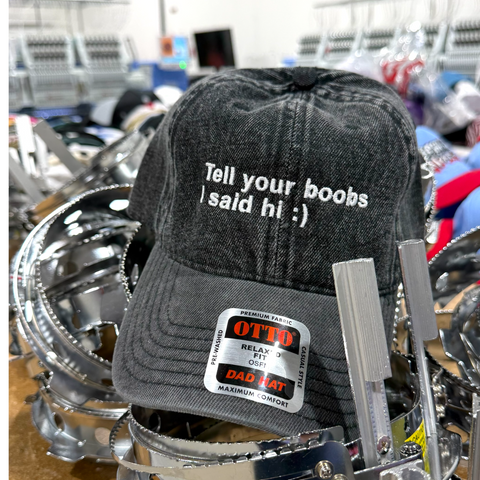 Tell your boobs
I said hi :)
PREMIUM FABRIC
PRE-WASHED
OTTO
CASUAL STYLE
RELAXED
FIT
OSFM
DAD HAT
MAXIMUM COMFORT